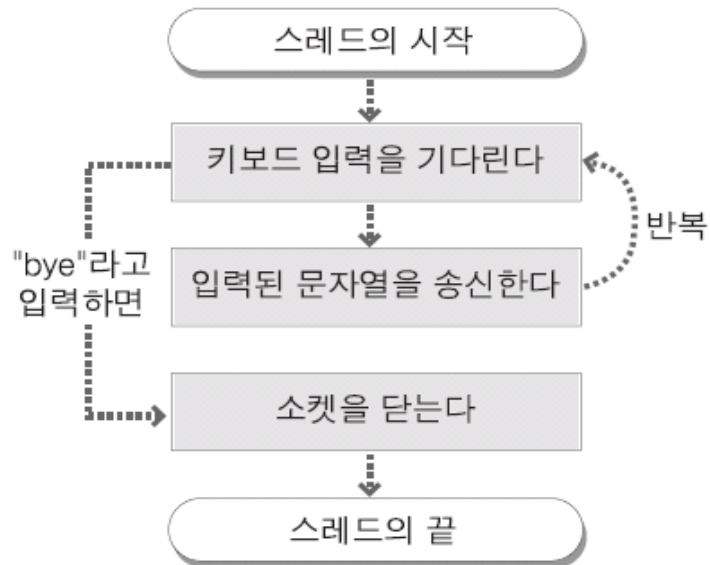 스레드의 시작
키보드 입력을 기다린다
반복
"bye"라고
입력하면
입력된 문자열을 송신한다
소켓을 닫는다
스레드의 끝